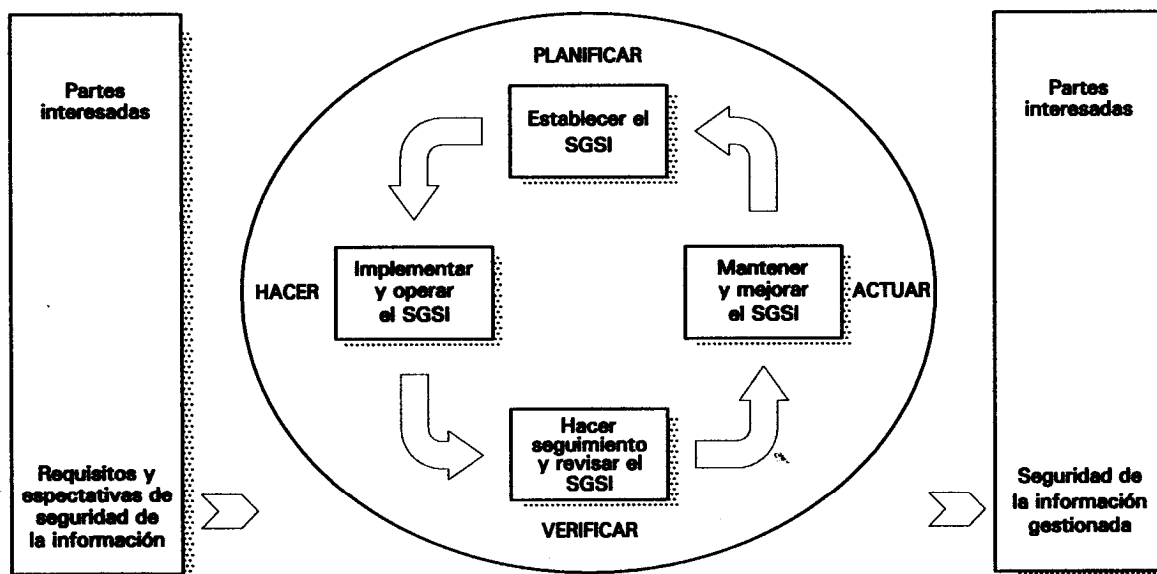 Partes
interesadas
Requisitos y
espectativas de
seguridad de
la información
PLANIFICAR
Establecer el
SGSI
HACER
Implementar
y operar
el SGSI
Mantener
y mejorar
el SGSI
ACTUAR
Hacer
seguimiento
y revisar el
SGSI
VERIFICAR
Partes
interesadas
Seguridad de
la información
gestionada